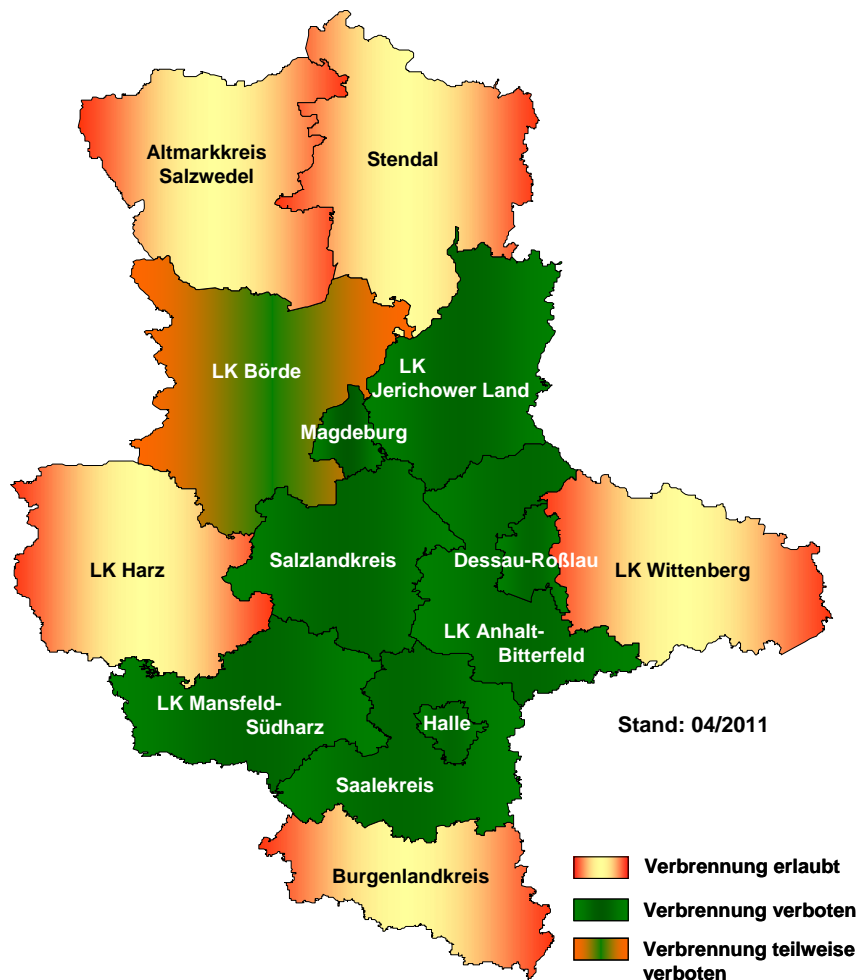 Altmarkkreis
Salzwedel
Stendal
LK Börde
LK
Jerichower Land
Magdeburg
LK Harz
Salzlandkreis
Dessau-Roßlau
LK Wittenberg
LK Anhalt-
Bitterfeld
LK Mansfeld-
Südharz
Halle
Stand: 04/2011
Saalekreis
Burgenlandkreis
Verbrennung erlaubt
Verbrennung verboten
Verbrennung teilweise
verboten